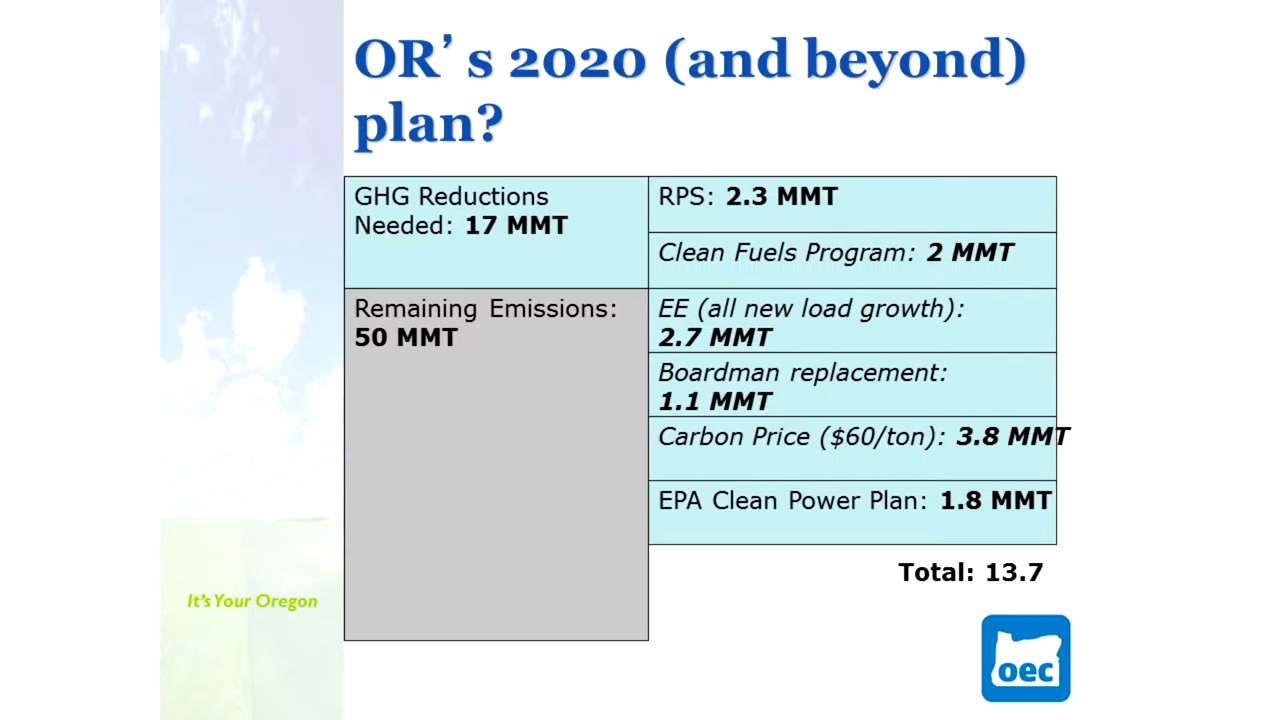 OR's 2020 (and beyond)
plan?
GHG Reductions
Needed: 17 MMT
RPS: 2.3 MMT
Clean Fuels Program: 2 MMT
Remaining Emissions:
50 MMT
EE (all new load growth):
2.7 MMT
Boardman replacement:
1.1 MMT
Carbon Price ($60/ton): 3.8 MMT
EPA Clean Power Plan: 1.8 MMT
Total: 13.7
It's Your Oregon
oec